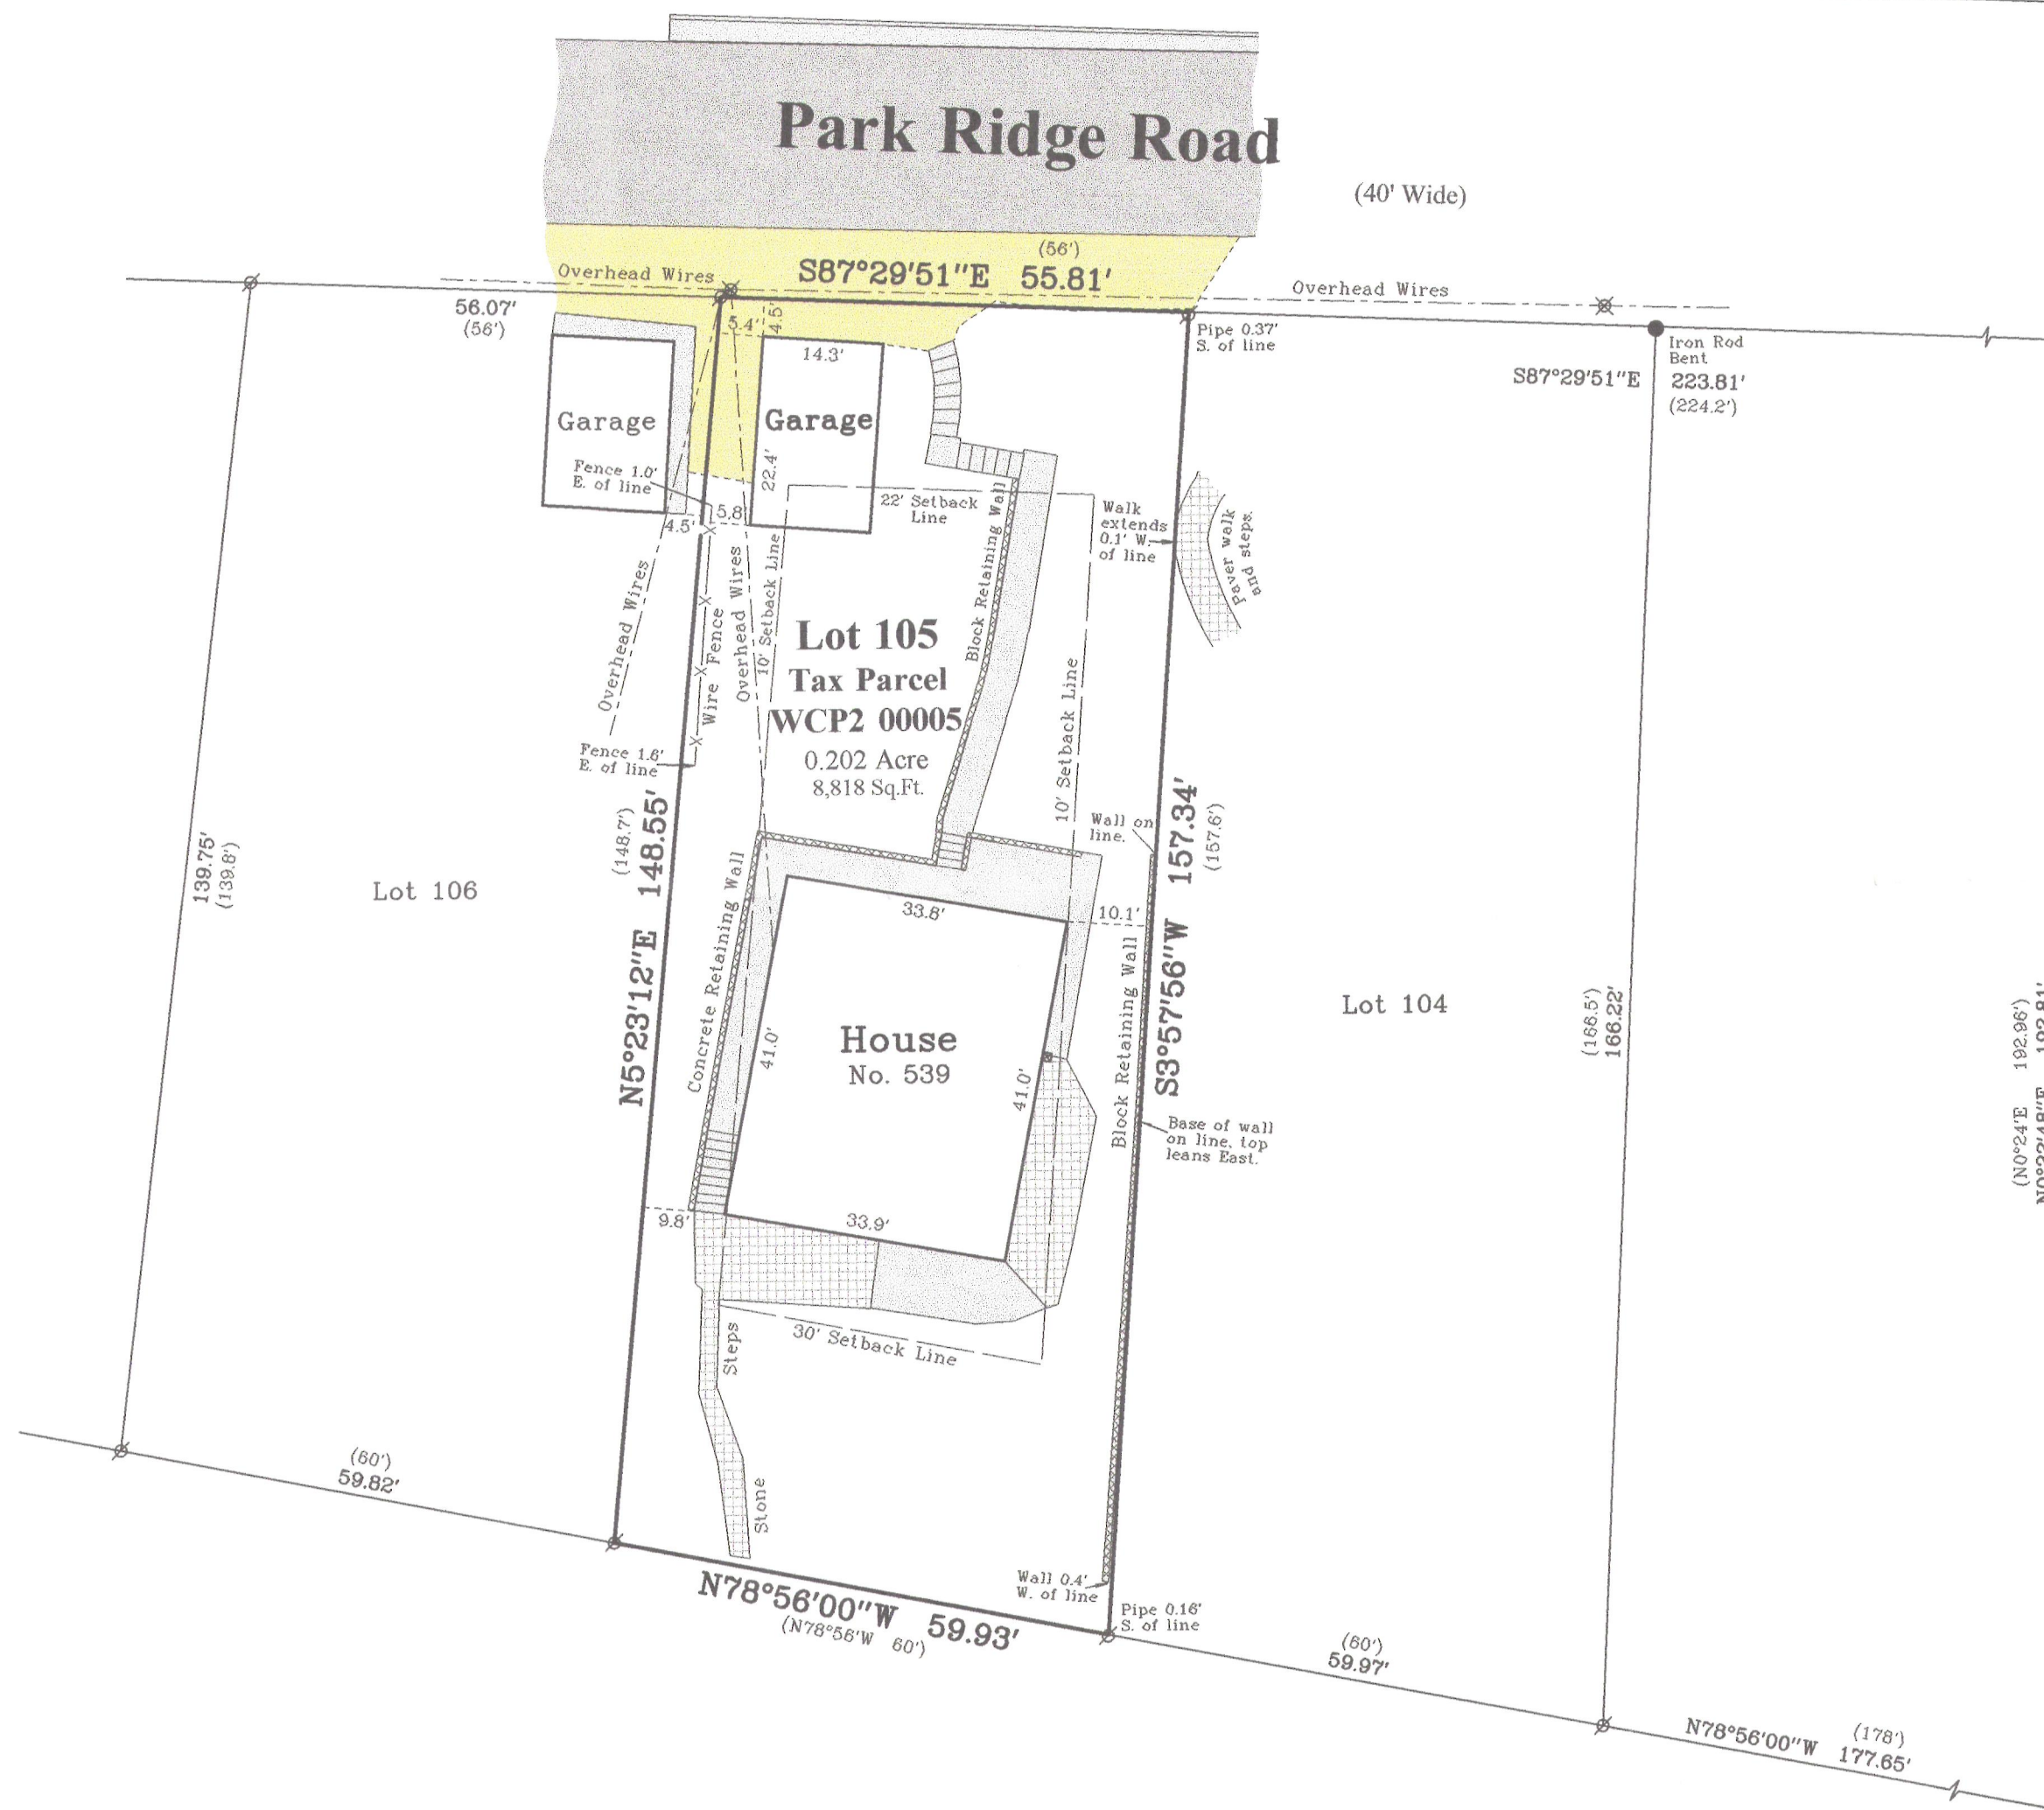 Park Ridge Road
(40' Wide)
(56')
Overhead Wires
S87°29'51"E 55.81'
Overhead Wires
56.07'
(56')
5.4'
4.5'
14.3'
Pipe 0.37'
S. of line
Iron Rod
Bent
S87°29'51"E
223.81'
(224.2')
Garage
Garage
22.4'
Fence 1.0'
E. of line
4.5'
5.8
22' Setback
Line
Walk
extends
0.1' W.
of line
Paver walk
and steps.
Overhead Wires
Wire Fence
Overhead Wires
10' Setback Line
Block Retaining Wall
10' Setback Line
Lot 105
Tax Parcel
WCP2 00005
0.202 Acre
8,818 Sq.Ft.
Fence 1.6'
E. of line
139.75'
(139.8')
Lot 106
(148.7')
N5°23'12"E 148.55'
Wall on
line.
S3°57'56"W 157.34'
(157.6')
33.8'
10.1'
Concrete Retaining Wall
41.0'
House
No. 539
41.0'
Block Retaining Wall
Lot 104
(166.5')
166.22'
(N0°24'E 192.96')
Base of wall
on line, top
leans East.
9.8'
33.9'
30' Setback Line
Steps
Stone
(60')
59.82'
N78°56'00"W 59.93'
(N78°56'W 60')
Wall 0.4'
W. of line
Pipe 0.16'
S. of line
(60')
59.97'
N78°56'00"W
(178')
177.65'